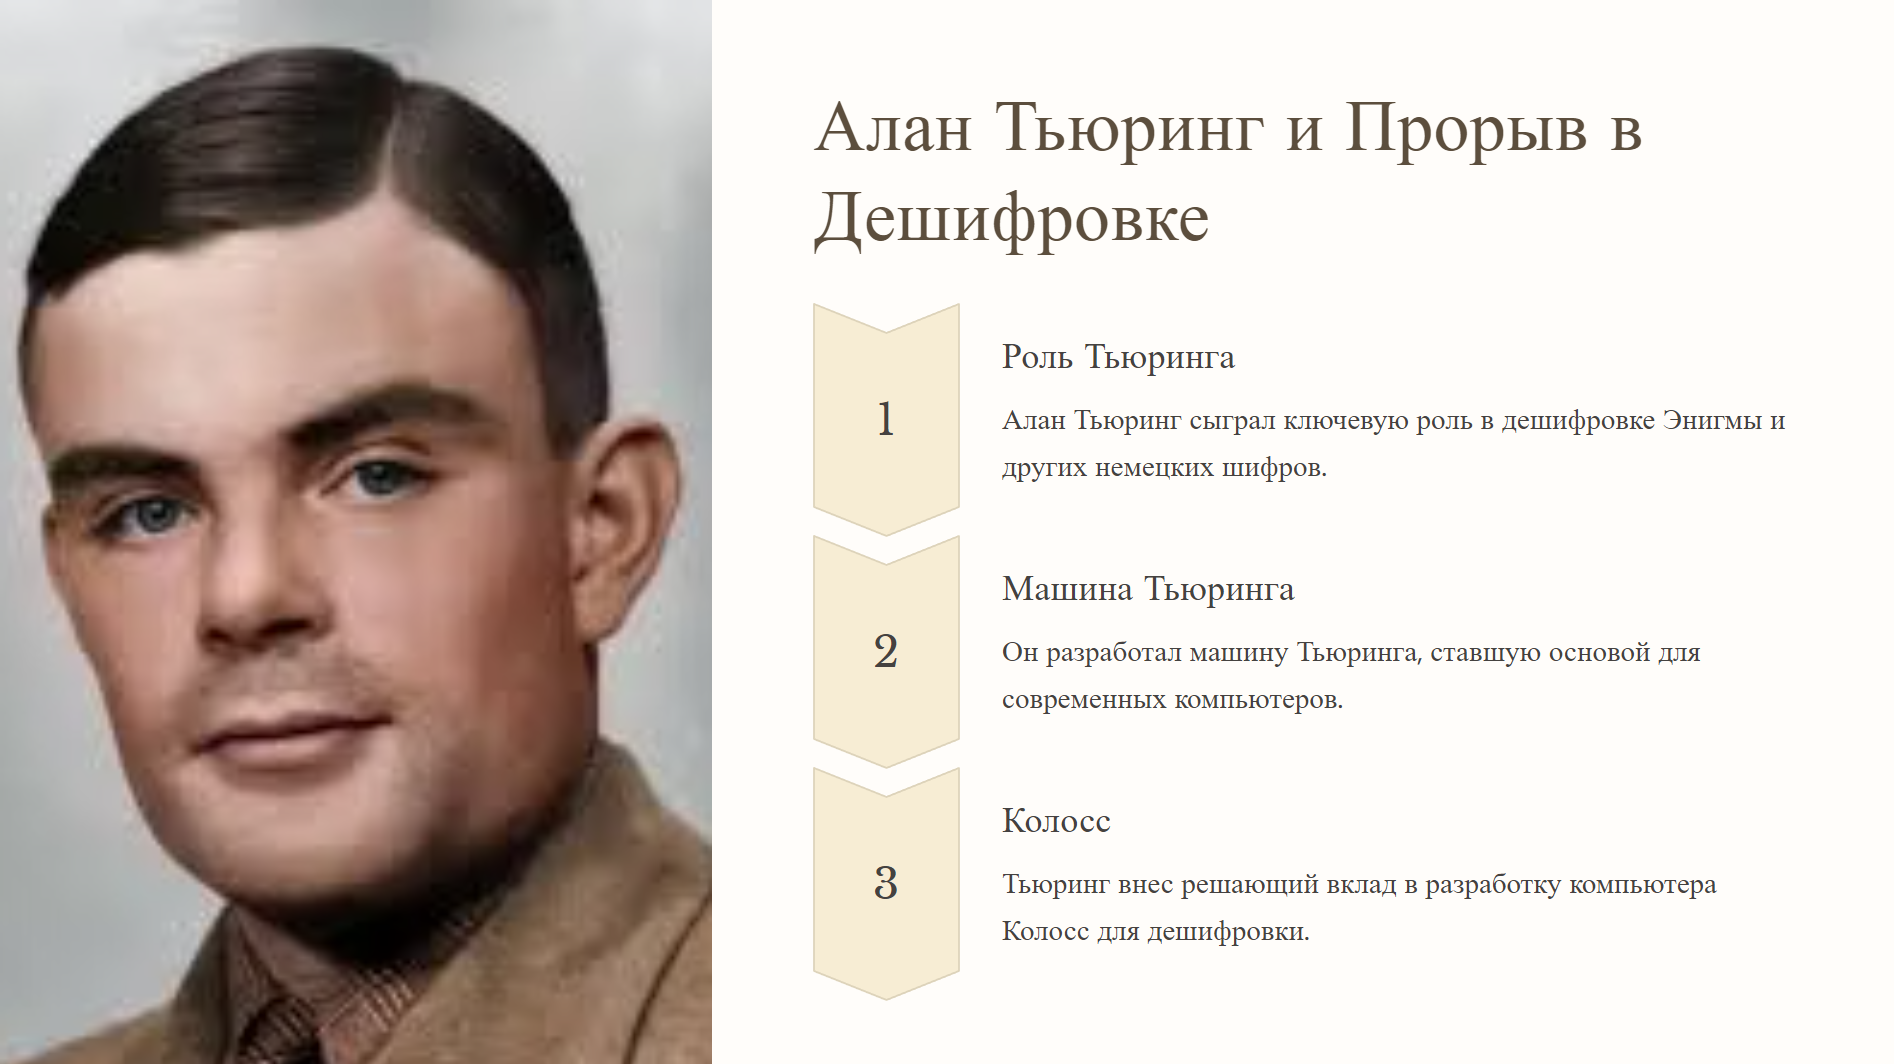 Алан Тьюринг и Прорыв в
Дешифровке
1
Роль Тьюринга
Алан Тьюринг сыграл ключевую роль в дешифровке Энигмы и
других немецких шифров.
2
Машина Тьюринга
Он разработал машину Тьюринга, ставшую основой для
современных компьютеров.
3
Колосс
Тьюринг внес решающий вклад в разработку компьютера
Колосс для дешифровки.